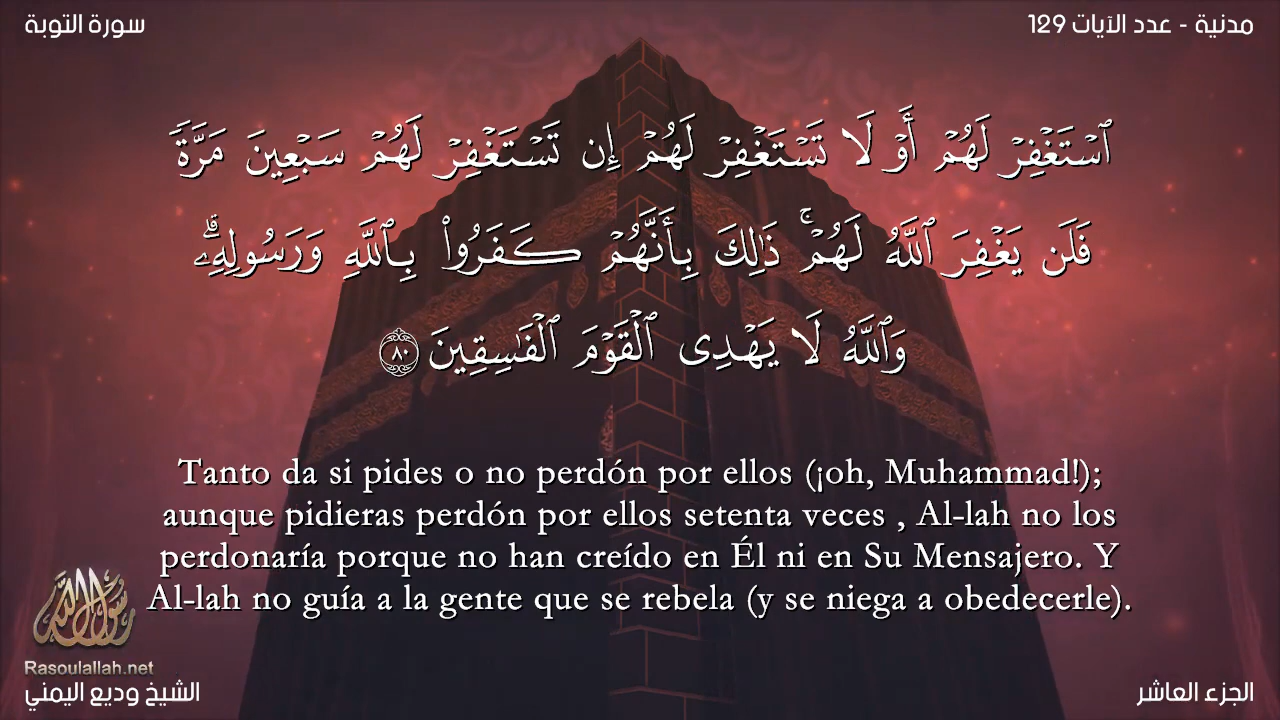 سورة التوبة
مدنية - عدد الآيات 129
ٱسۡتَغۡفِرۡ لَهُمۡ أَوۡ لَا تَسۡتَغۡفِرۡ لَهُمۡ إِن تَسۡتَغۡفِرۡ لَهُمۡ سَبۡعِينَ مَرَّةٗ
فَلَن يَغۡفِرَ ٱللَّهُ لَهُمۡۚ ذَٰلِكَ بِأَنَّهُمۡ كَفَرُواْ بِٱللَّهِ وَرَسُولِهِۦۗ
وَٱللَّهُ لَا يَهۡدِى ٱلۡقَوۡمَ ٱلۡفَٰسِقِينَ ٨٠
Tanto da si pides o no perdón por ellos (¡oh, Muhammad!);
aunque pidieras perdón por ellos setenta veces , Al-lah no los
perdonaría porque no han creído en Él ni en Su Mensajero. Y
Al-lah no guía a la gente que se rebela (y se niega a obedecerle).
رسول الله
Rasoulallah.net
الشيخ وديع اليمني
الجزء العاشر